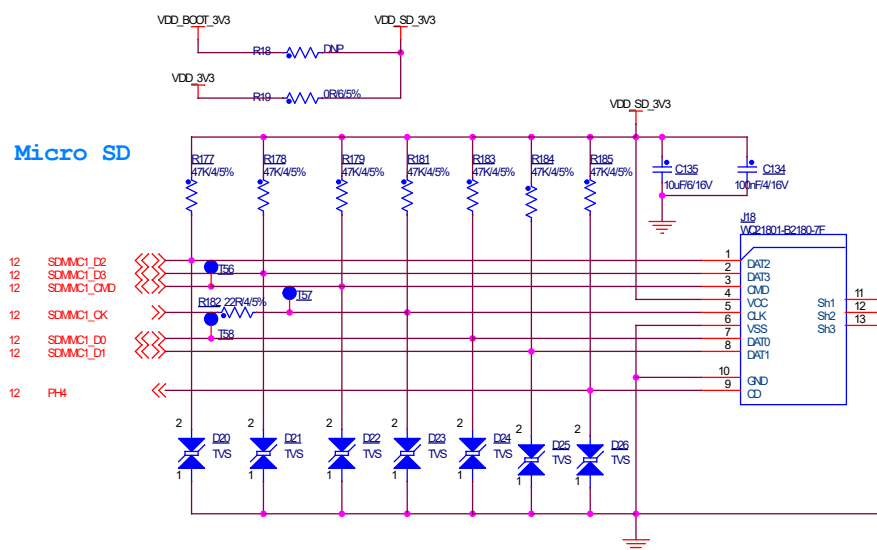 VDD_BOOT_3V3 VDD_SD_3V3
R18 DNP
VDD_3V3
R19 0R/6/5%
VDD_SD_3V3
Micro SD
R177 R178 R179 R181 R183 R184 R185
47K/4/5% 47K/4/5% 47K/4/5% 47K/4/5% 47K/4/5% 47K/4/5% 47K/4/5%
C135 C134
10uF/6/16V 100nF/4/16V
J18
WQ21801-B2180-7F
12 SDMMC1_D2 1 DAT2
12 SDMMC1_D3 T56 2 DAT3
12 SDMMC1_CMD 3 CMD
T57 4 VCC Sh1 11
R182 22R/4/5%
12 SDMMC1_CK 5 CLK Sh2 12
6 VSS Sh3 13
12 SDMMC1_D0 T58 7 DAT0
12 SDMMC1_D1 8 DAT1
10 GND
12 PH4 9 CD
2 2 2 2 2 2 2
D20 D21 D22 D23 D24 D25 D26
TVS TVS TVS TVS TVS TVS TVS
1 1 1 1 1 1 1